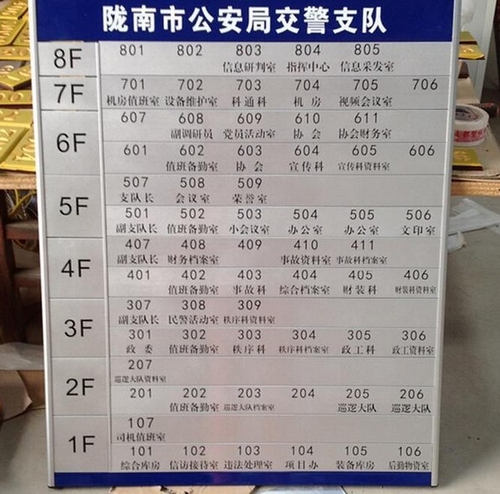 陇南市公安局交警支队
8F
801 802 803 804 805
信息研判室 指挥中心 信息采发室
7F
701 702 703 704 705 706
机房值班室 设备维护室 科通科 机房 视频会议室
6F
607 608 609 610 611
副调研员 党员活动室 协会 协会财务室
601 602 603 604 605 606
值班备勤室 协会 宣传科 宣传科资料室
5F
507 508 509
支队长 会议室 荣誉室
501 502 503 504 505 506
副支队长 值班备勤室 小会议室 办公室 办公室 文印室
4F
407 408 409 410 411
副支队长 财务档案室 事故资料室 事故科档案室
401 402 403 404 405 406
值班备勤室 事故科 综合档案室 财装科 财装科资料室
3F
307 308 309
副支队长 民警活动室 秩序科资料室
301 302 303 304 305 306
政委 值班备勤室 秩序科 秩序科档案室 政工科 政工资料室
2F
207
巡逻大队资料室
201 202 203 204 205 206
值班备勤室 巡逻大队档案室 巡逻大队 巡逻大队
1F
107
司机值班室
101 102 103 104 105 106
综合库房 信访接待室 违法处理室 项目办 装备库房 后勤物资室